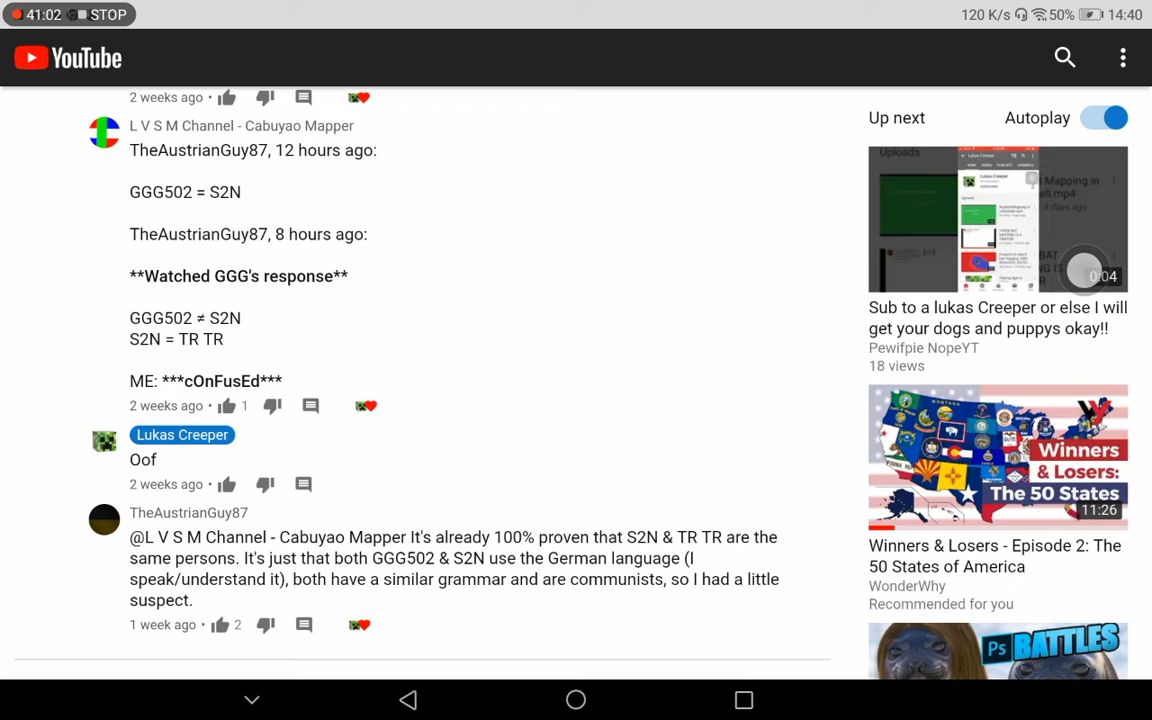 41:02 STOP 120 K/s 50% 14:40
YouTube
2 weeks ago •
L V S M Channel - Cabuyao Mapper
TheAustrianGuy87, 12 hours ago:
GGG502 = S2N
TheAustrianGuy87, 8 hours ago:
**Watched GGG's response**
GGG502 ≠ S2N
S2N = TR TR
ME: ***cOnFusEd***
2 weeks ago • 1
Lukas Creeper
Oof
2 weeks ago •
TheAustrianGuy87
@L V S M Channel - Cabuyao Mapper It's already 100% proven that S2N & TR TR are the
same persons. It's just that both GGG502 & S2N use the German language (I
speak/understand it), both have a similar grammar and are communists, so I had a little
suspect.
1 week ago • 2
Up next Autoplay
Uploads
Lukas Creeper
Mapping in
ell.mp4
days ago
0:04
Sub to a lukas Creeper or else I will
get your dogs and puppys okay!!
Pewifpie NopeYT
18 views
MONTANA
Winners
& Losers:
The 50 States
11:26
Winners & Losers - Episode 2: The
50 States of America
WonderWhy
Recommended for you
Ps BATTLES